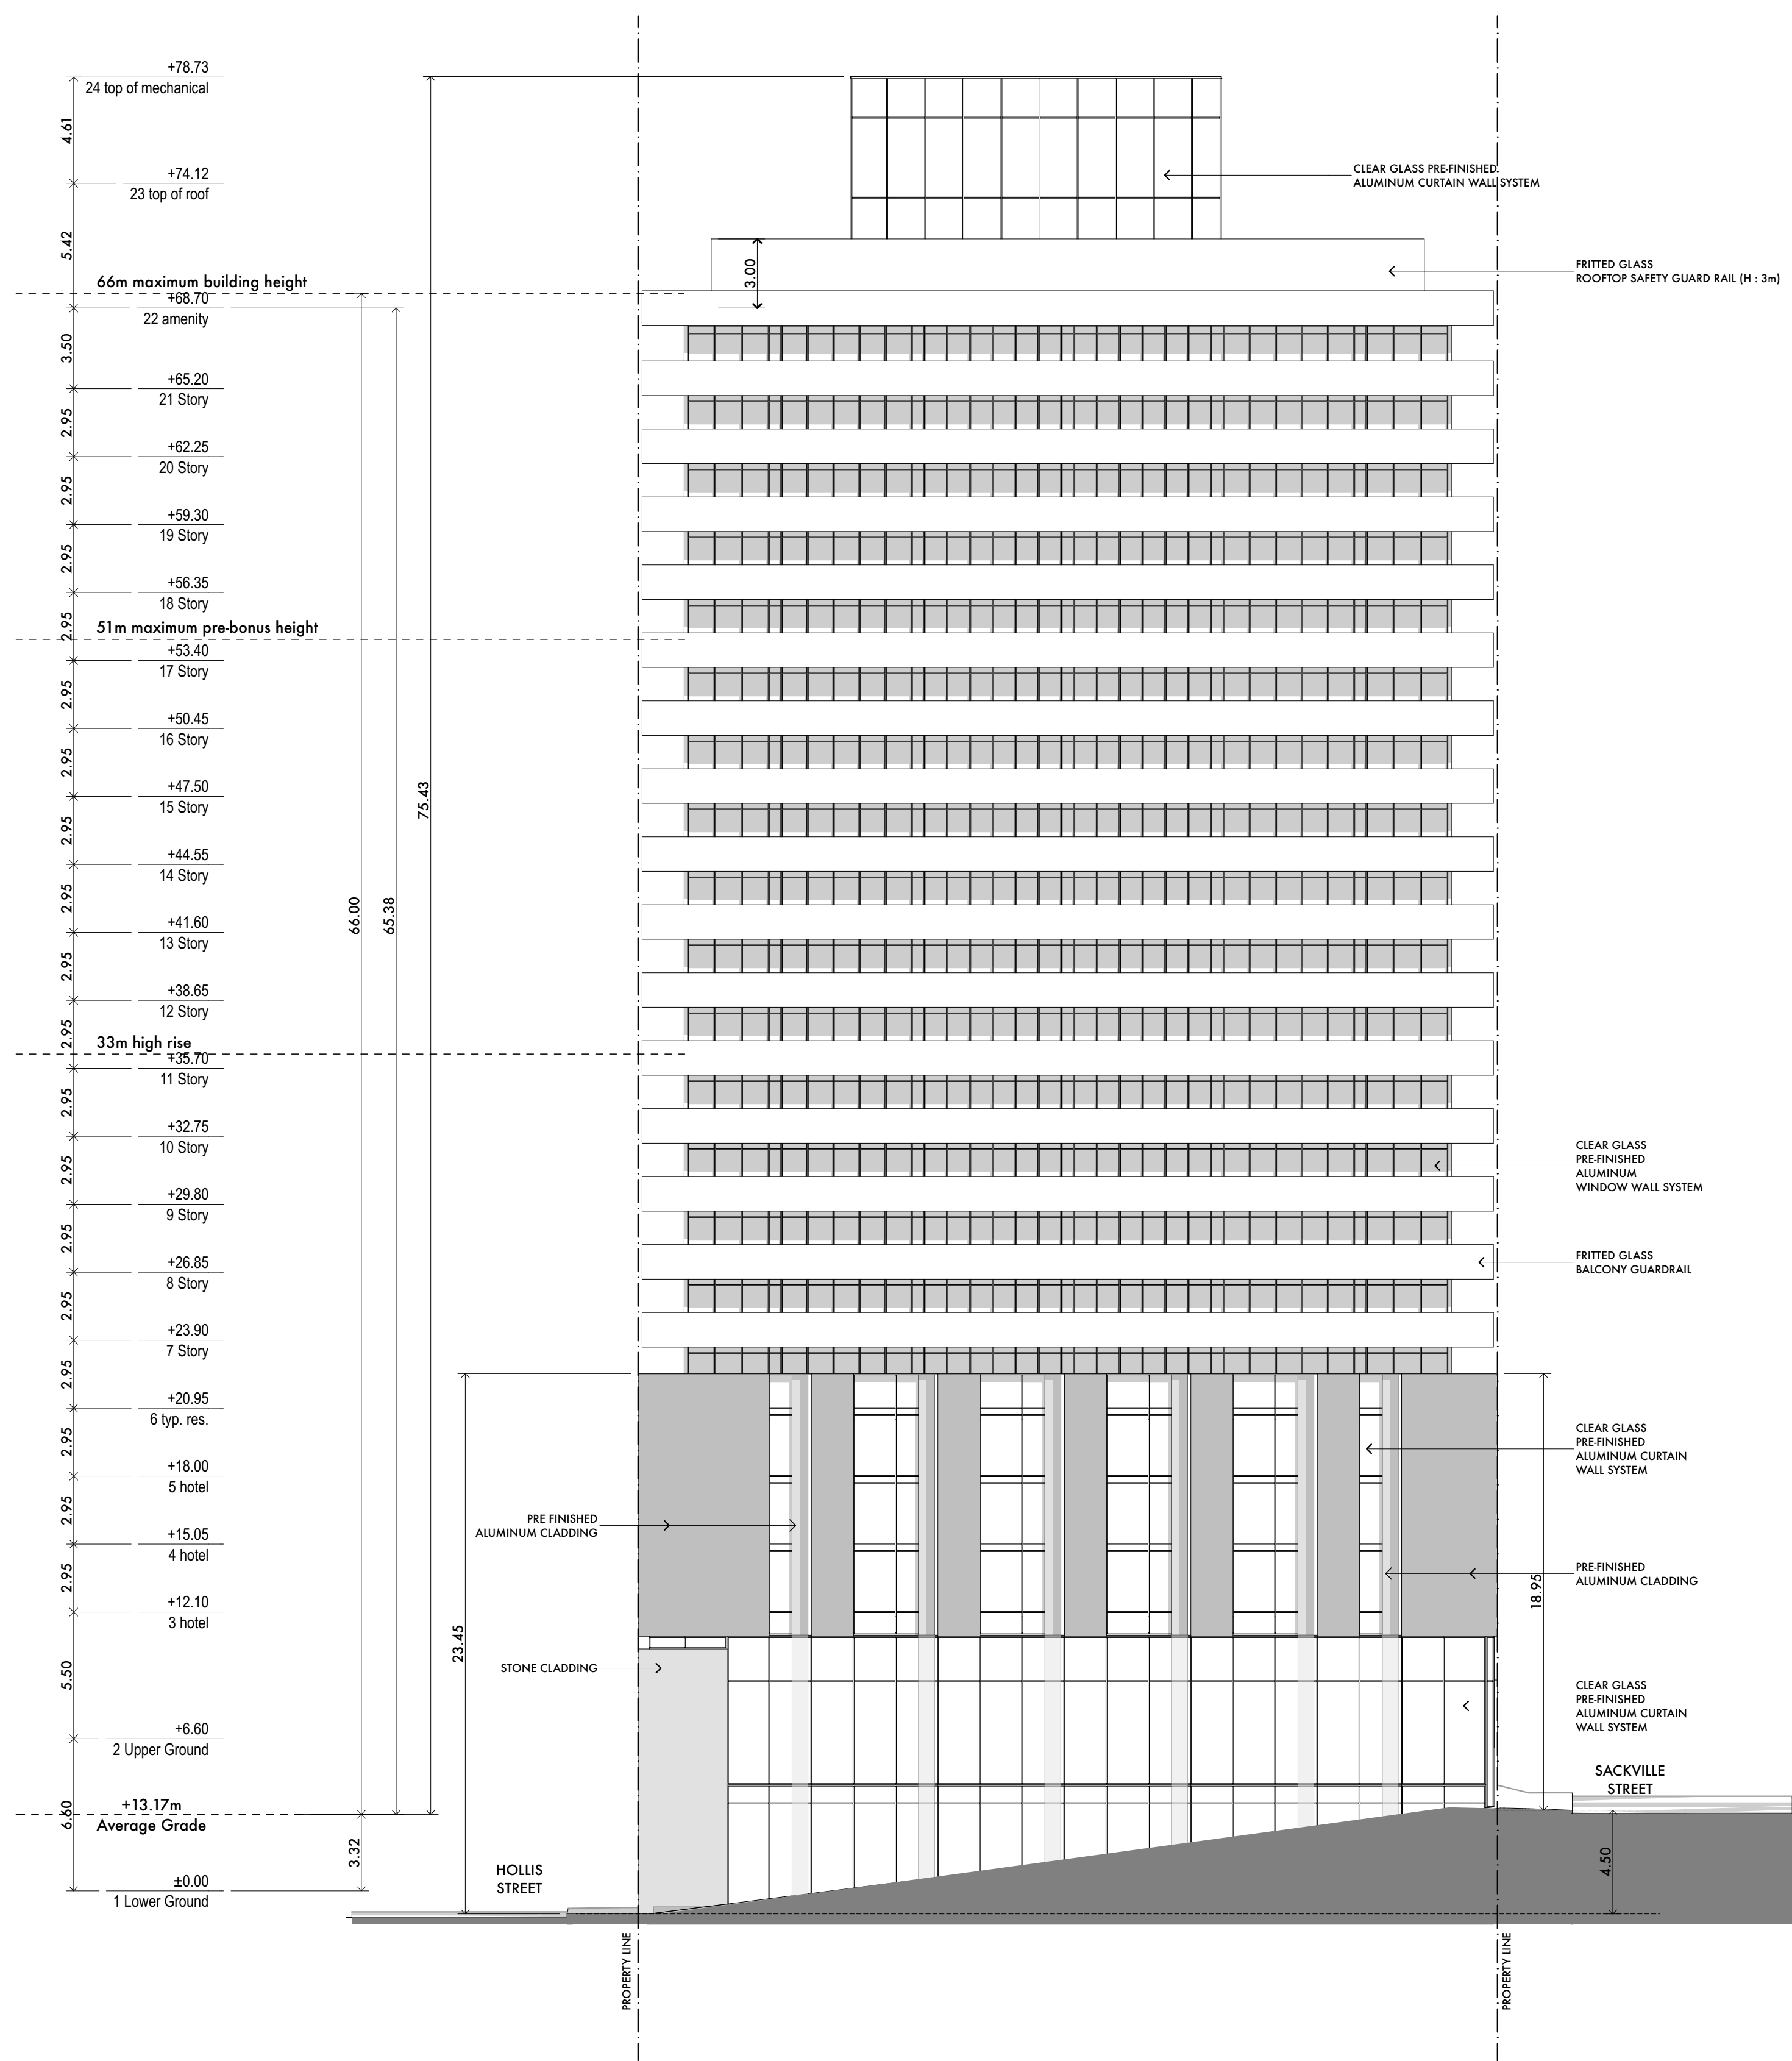 +78.73
24 top of mechanical
4.61
+74.12
23 top of roof
5.42
66m maximum building height
+68.70
22 amenity
3.50
+65.20
21 Story
2.95
+62.25
20 Story
2.95
+59.30
19 Story
2.95
+56.35
18 Story
2.95
51m maximum pre-bonus height
+53.40
17 Story
2.95
+50.45
16 Story
2.95
+47.50
15 Story
2.95
+44.55
14 Story
2.95
+41.60
13 Story
2.95
+38.65
12 Story
2.95
33m high rise
+35.70
11 Story
2.95
+32.75
10 Story
2.95
+29.80
9 Story
2.95
+26.85
8 Story
2.95
+23.90
7 Story
2.95
+20.95
6 typ. res.
2.95
+18.00
5 hotel
2.95
+15.05
4 hotel
2.95
+12.10
3 hotel
5.50
+6.60
2 Upper Ground
6.60
+13.17m
Average Grade
3.32
±0.00
1 Lower Ground
66.00
65.38
75.43
23.45
3.00
CLEAR GLASS PRE-FINISHED
ALUMINUM CURTAIN WALL SYSTEM
FRITTED GLASS
ROOFTOP SAFETY GUARD RAIL (H : 3m)
CLEAR GLASS
PRE-FINISHED
ALUMINUM
WINDOW WALL SYSTEM
FRITTED GLASS
BALCONY GUARDRAIL
CLEAR GLASS
PRE-FINISHED
ALUMINUM CURTAIN
WALL SYSTEM
PRE FINISHED
ALUMINUM CLADDING
PRE-FINISHED
ALUMINUM CLADDING
18.95
STONE CLADDING
CLEAR GLASS
PRE-FINISHED
ALUMINUM CURTAIN
WALL SYSTEM
SACKVILLE
STREET
4.50
HOLLIS
STREET
PROPERTY LINE
PROPERTY LINE